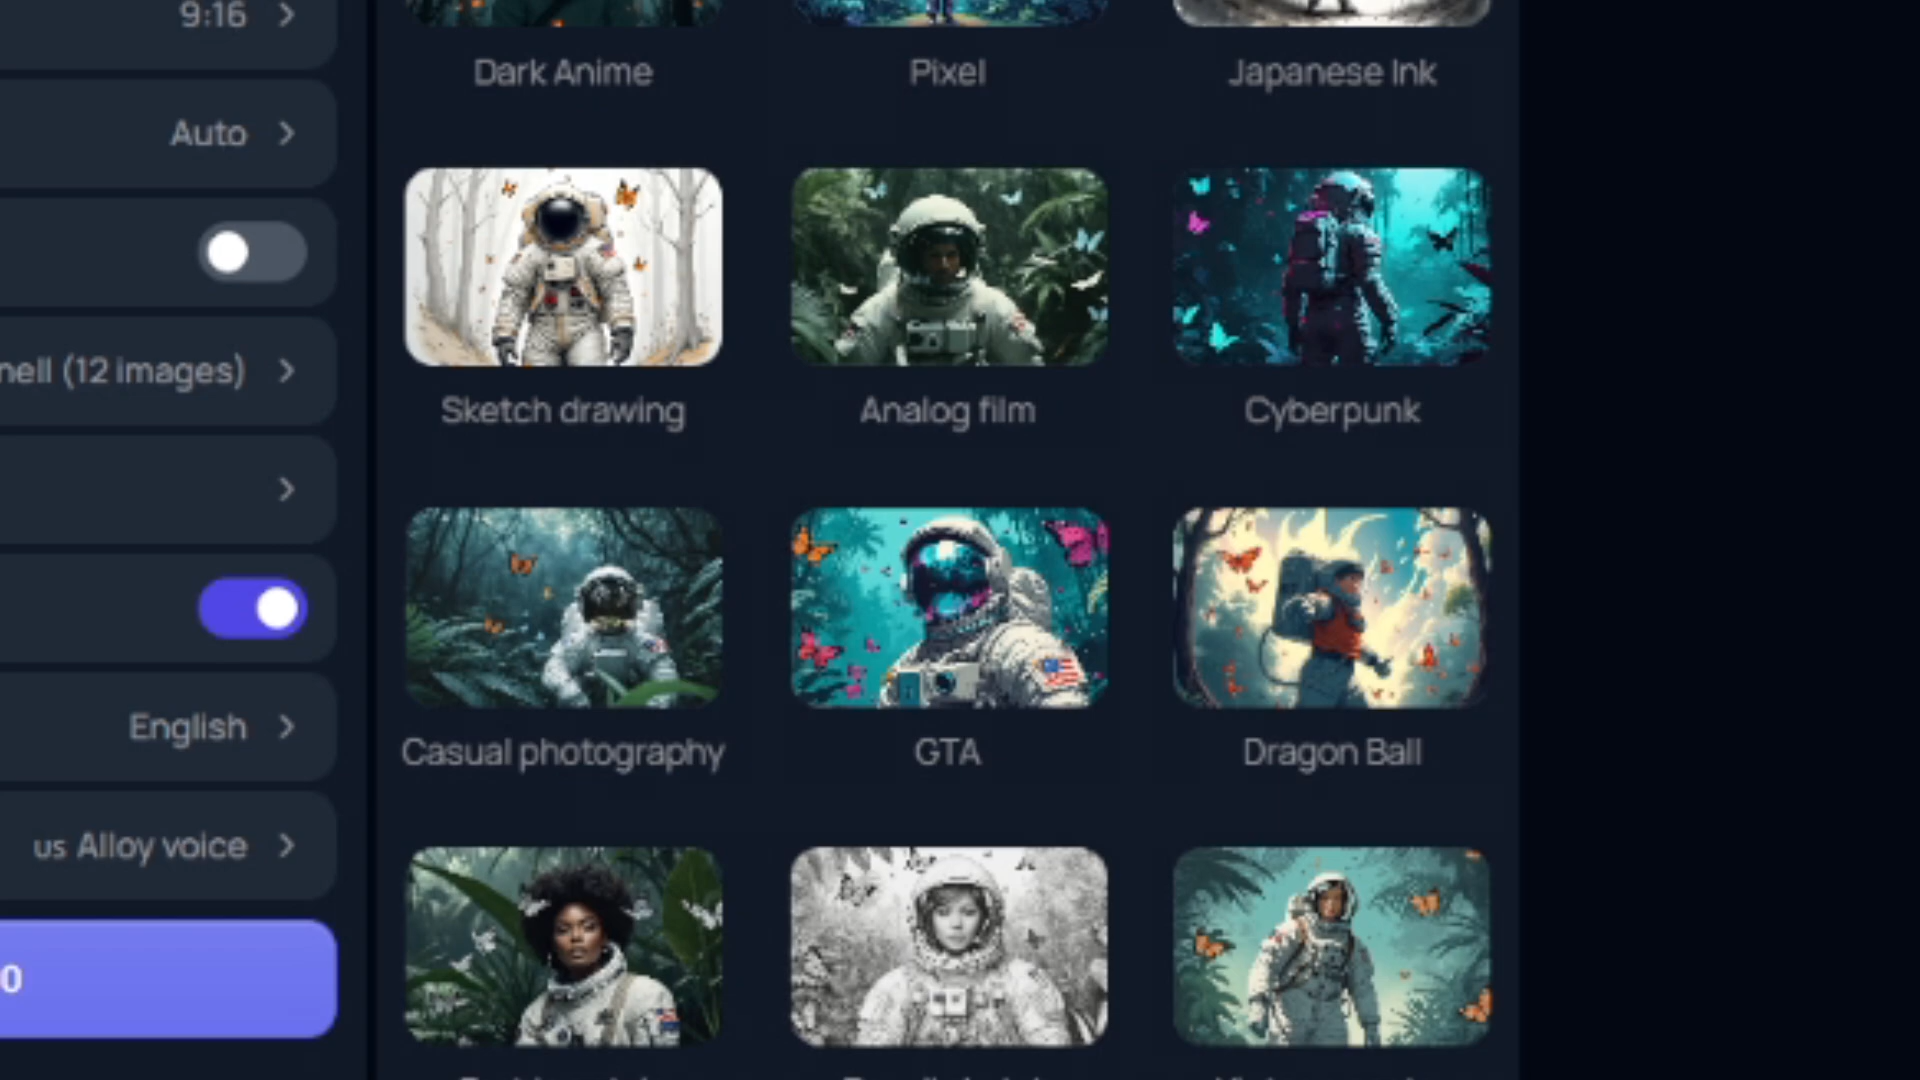 9:16
Auto
nell (12 images)
English
us Alloy voice
0
Dark Anime
Pixel
Japanese Ink
Sketch drawing
Analog film
Cyberpunk
Casual photography
GTA
Dragon Ball